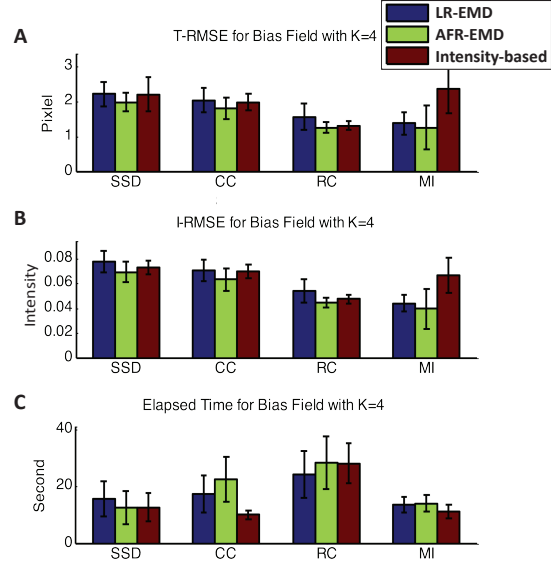 A
T-RMSE for Bias Field with K=4
LR-EMD
AFR-EMD
Intensity-based
Pixlel
3
2
1
0
SSD
CC
RC
MI
B
I-RMSE for Bias Field with K=4
Intensity
0.08
0.06
0.04
0.02
0
SSD
CC
RC
MI
C
Elapsed Time for Bias Field with K=4
Second
40
20
0
SSD
CC
RC
MI